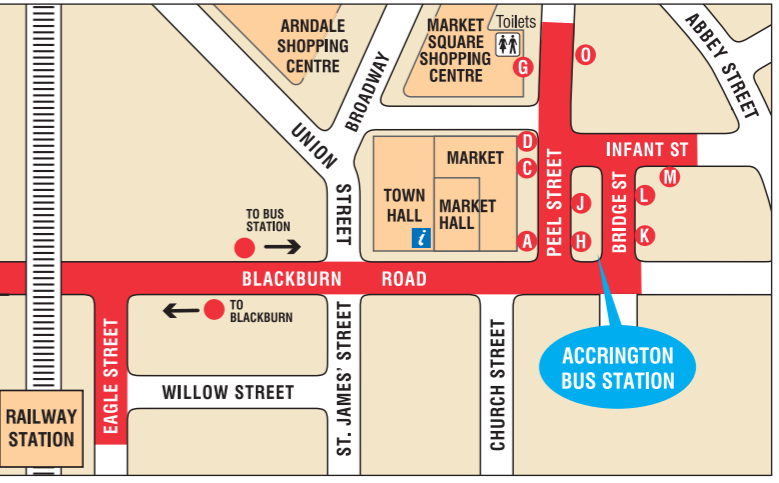 ARNDALE
SHOPPING
CENTRE
MARKET
SQUARE
SHOPPING
CENTRE
Toilets
G
O
ABBEY STREET
BROADWAY
UNION
STREET
MARKET
D
C
INFANT ST
M
L
K
J
H
A
TOWN
HALL
MARKET
HALL
i
PEEL STREET
BRIDGE ST
TO BUS
STATION
BLACKBURN ROAD
TO
BLACKBURN
EAGLE STREET
WILLOW STREET
ST. JAMES' STREET
CHURCH STREET
ACCRINGTON
BUS STATION
RAILWAY
STATION